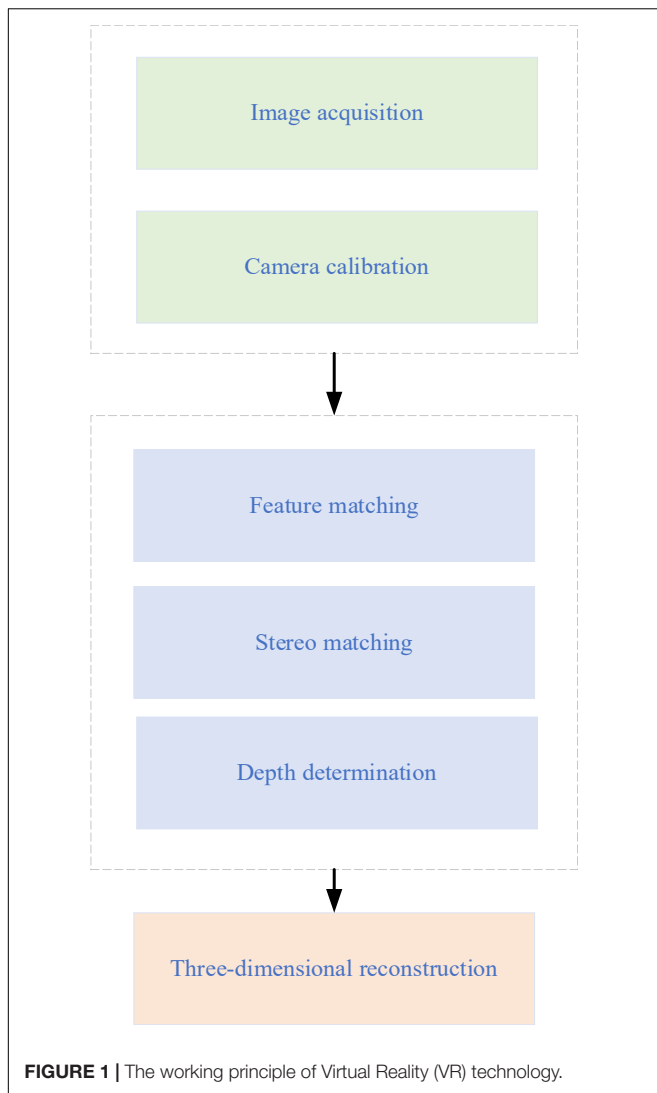 Image acquisition
Camera calibration
Feature matching
Stereo matching
Depth determination
Three-dimensional reconstruction
FIGURE 1 | The working principle of Virtual Reality (VR) technology.